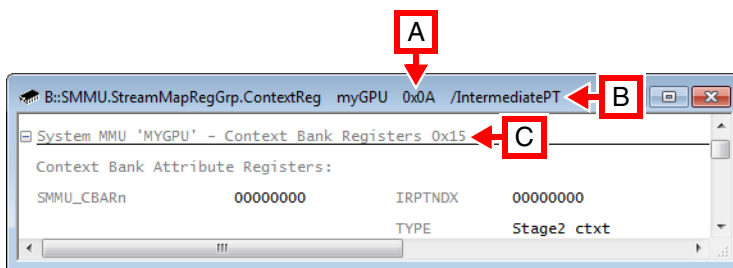 A
B::SMMU.StreamMapRegGrp.ContextReg myGPU 0x0A /IntermediatePT B
System MMU 'MYGPU' - Context Bank Registers 0x15 C
Context Bank Attribute Registers:
SMMU_CBARn 00000000 IRPTNDX 00000000
TYPE Stage2 ctxt